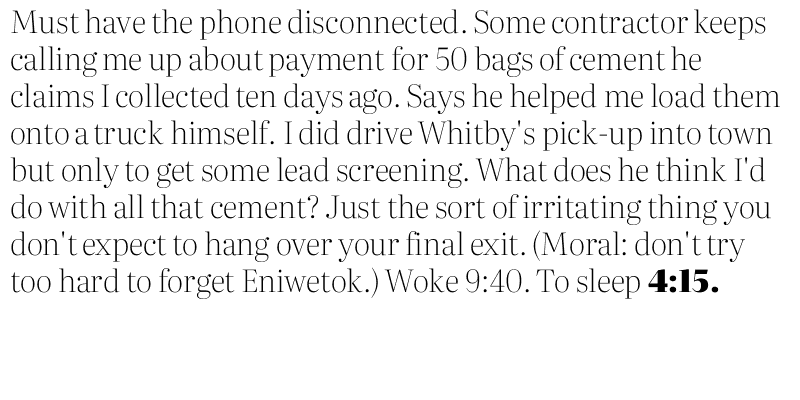 Must have the phone disconnected. Some contractor keeps
calling me up about payment for 50 bags of cement he
claims I collected ten days ago. Says he helped me load them
onto a truck himself. I did drive Whitby's pick-up into town
but only to get some lead screening. What does he think I'd
do with all that cement? Just the sort of irritating thing you
don't expect to hang over your final exit. (Moral: don't try
too hard to forget Eniwetok.) Woke 9:40. To sleep 4:15.